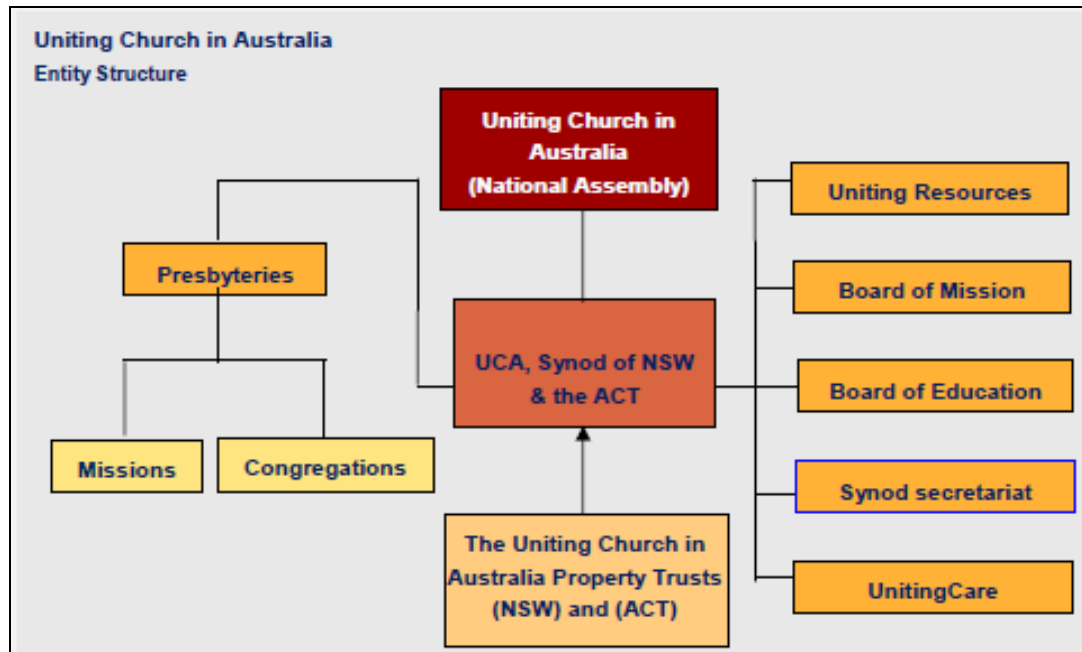 Uniting Church in Australia
Entity Structure
Uniting Church in
Australia
(National Assembly)
Uniting Resources
Presbyteries
Board of Mission
UCA, Synod of NSW
& the ACT
Board of Education
Missions
Congregations
Synod secretariat
The Uniting Church in
Australia Property Trusts
(NSW) and (ACT)
UnitingCare